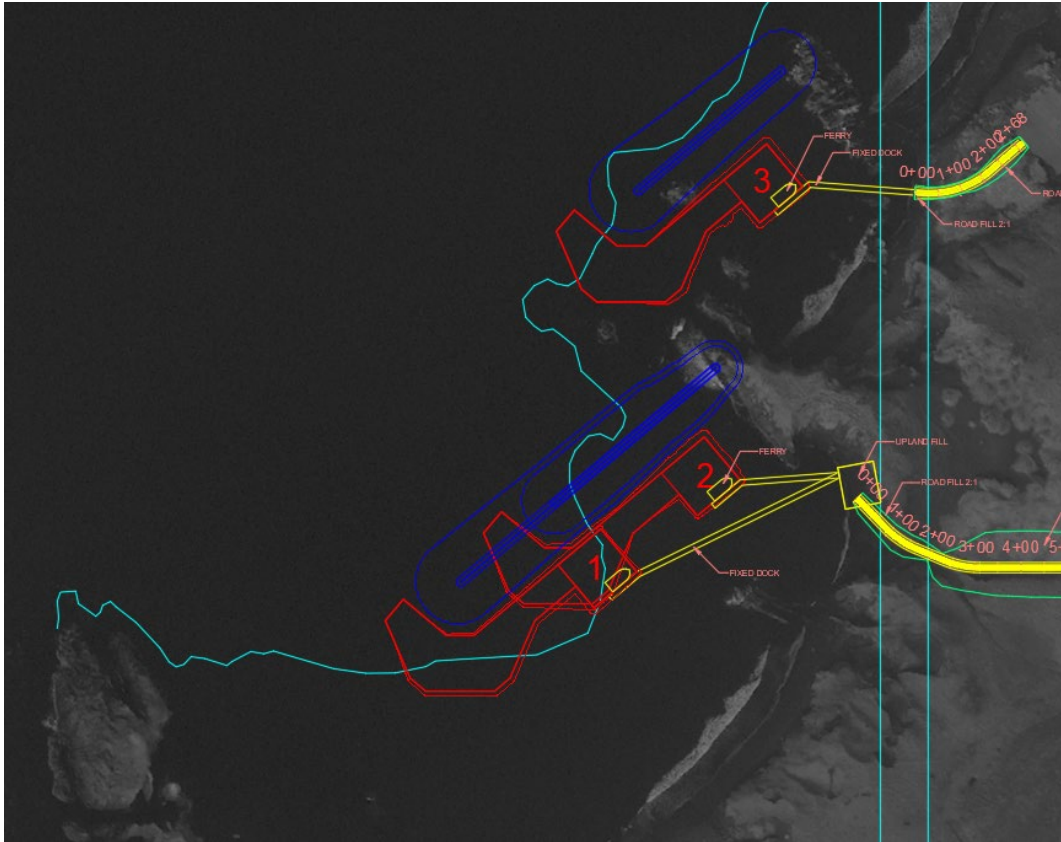 FERRY
FIXED DOCK
3
0+00
1+00
2+00
2+68
ROAD FILL 2:1
FERRY
2
UPLAND FILL
ROAD FILL 2:1
0+00
1+00
2+00
3+00
4+00
1
FIXED DOCK